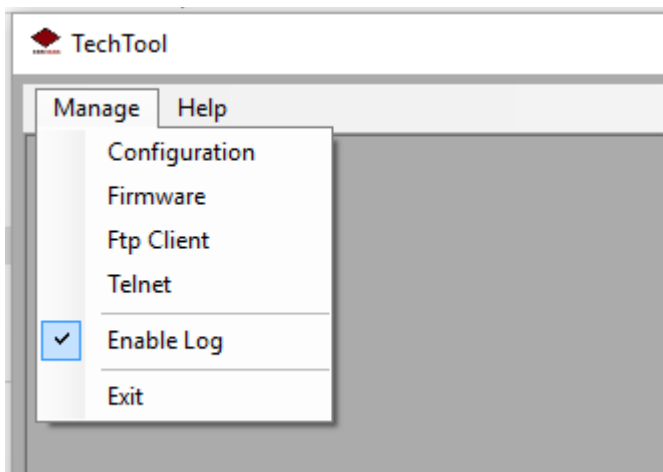 TechTool
Manage Help
Configuration
Firmware
Ftp Client
Telnet
Enable Log
Exit